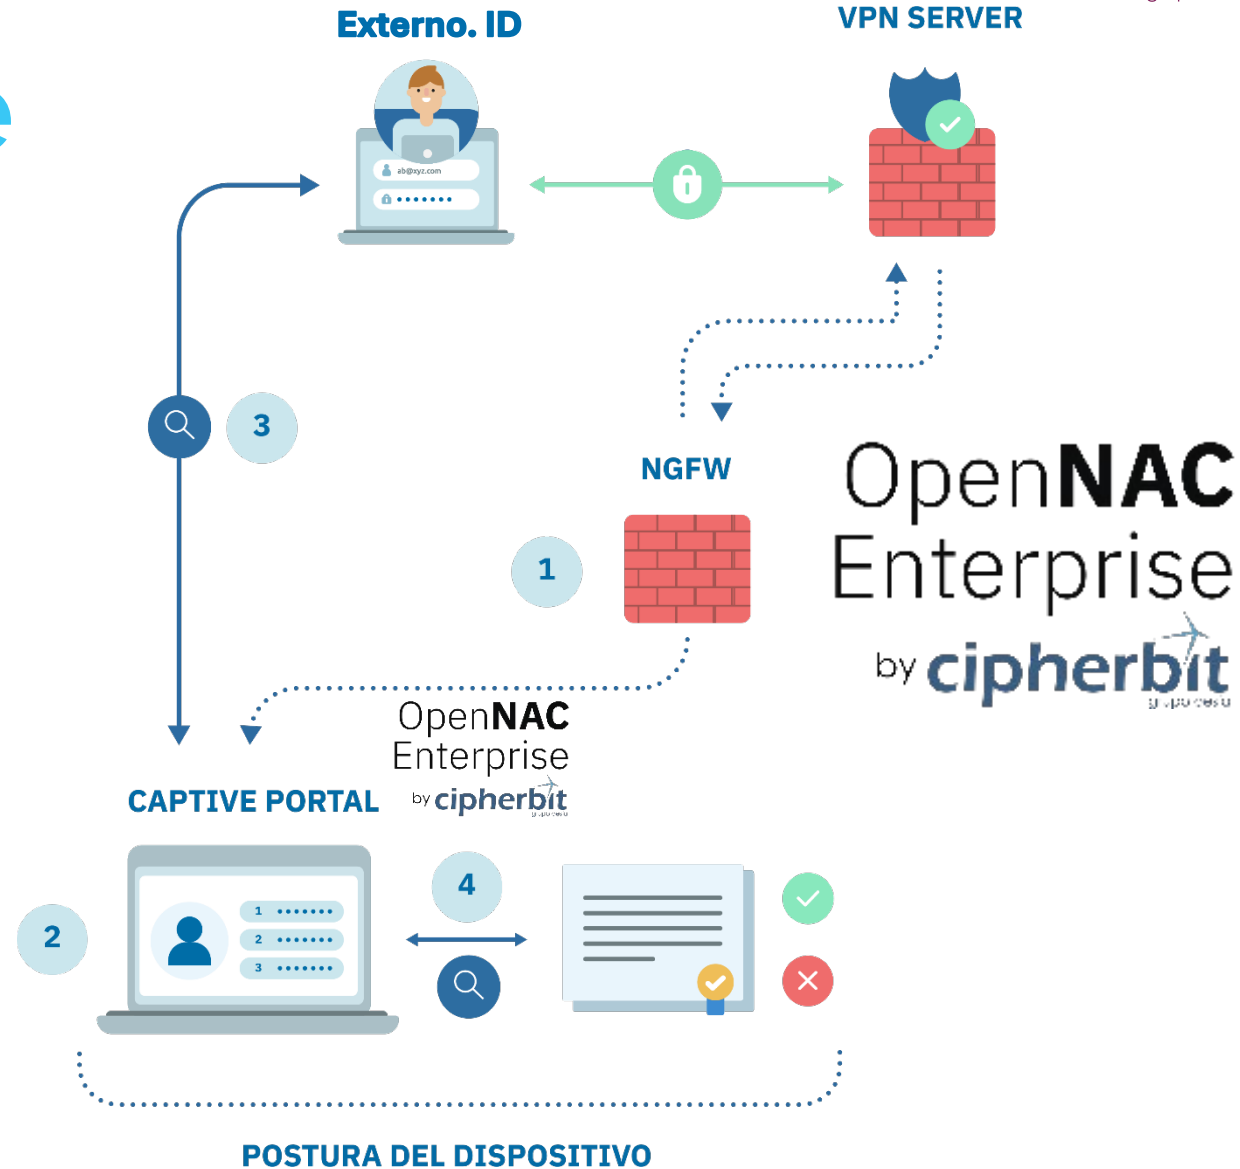 Externo. ID
VPN SERVER
ab@xyz.com
3
NGFW
1
OpenNAC
Enterprise
by cipherbit
OpenNAC
Enterprise
by cipherbit
CAPTIVE PORTAL
4
2
1
2
3
POSTURA DEL DISPOSITIVO